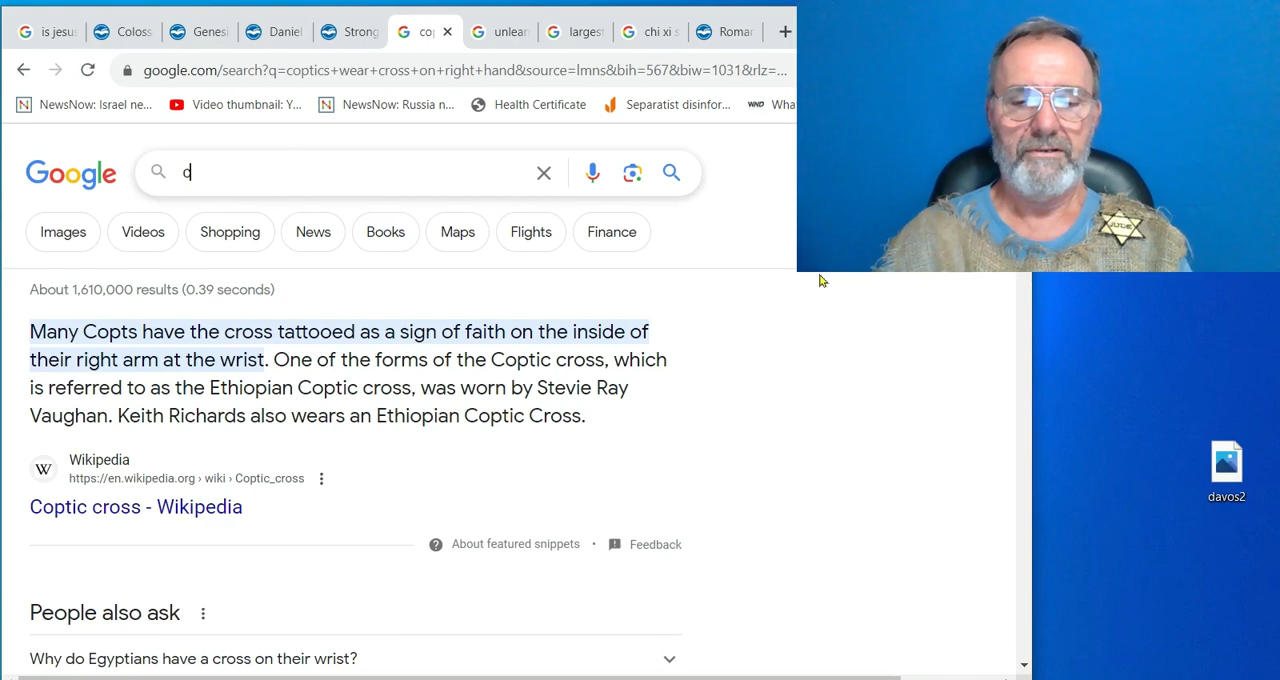 is jesu
Coloss
Genesi
Daniel
Strong
co
unlear
largest
chi xi s
Romar
google.com/search?q=coptics+wear+cross+on+right+hand&source=lmns&bih=567&biw=1031&rlz=...
NewsNow: Israel ne...
Video thumbnail: Y...
NewsNow: Russia n...
Health Certificate
Separatist disinfor...
WND
Wha
Google
c
Images
Videos
Shopping
News
Books
Maps
Flights
Finance
About 1,610,000 results (0.39 seconds)
Many Copts have the cross tattooed as a sign of faith on the inside of
their right arm at the wrist. One of the forms of the Coptic cross, which
is referred to as the Ethiopian Coptic cross, was worn by Stevie Ray
Vaughan. Keith Richards also wears an Ethiopian Coptic Cross.
W
Wikipedia
https://en.wikipedia.org › wiki › Coptic_cross
Coptic cross - Wikipedia
About featured snippets • Feedback
People also ask
Why do Egyptians have a cross on their wrist?
JUDE
davos2